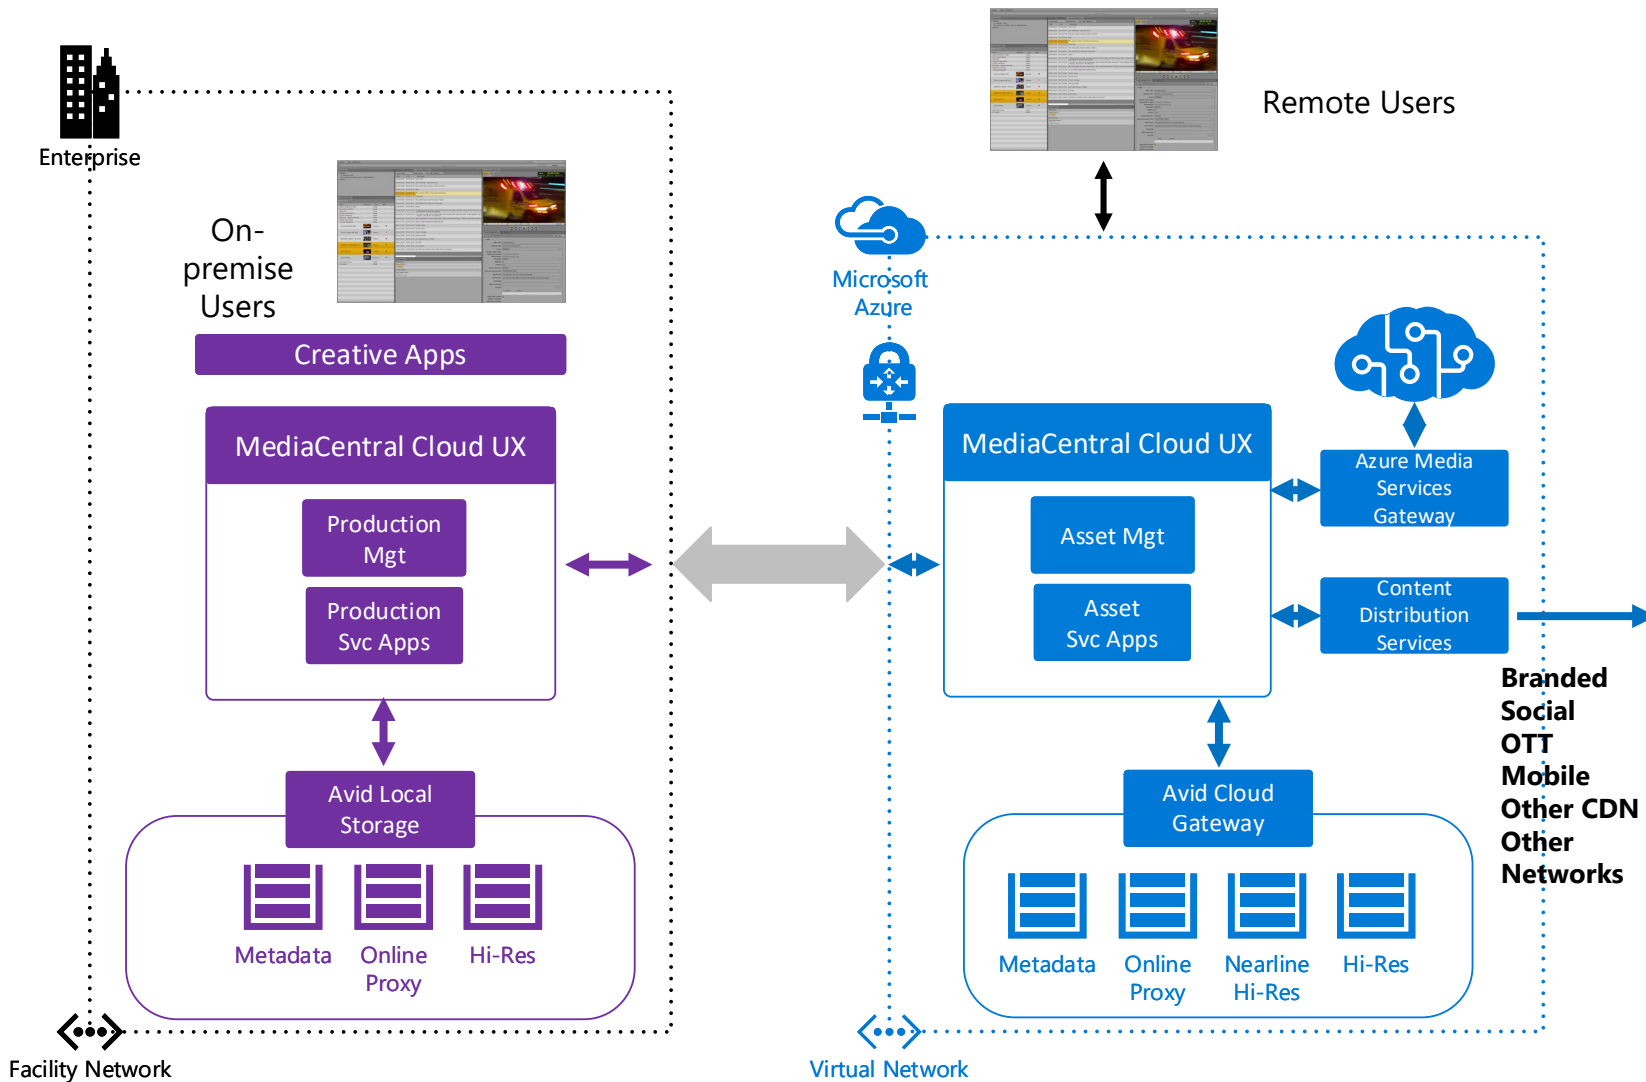 Enterprise
On-
premise
Users
Creative Apps
MediaCentral Cloud UX
Production
Mgt
Production
Svc Apps
Avid Local
Storage
Metadata
Online
Proxy
Hi-Res
Facility Network
Remote Users
Microsoft
Azure
MediaCentral Cloud UX
Asset Mgt
Asset
Svc Apps
Azure Media
Services
Gateway
Content
Distribution
Services
Branded
Social
OTT
Mobile
Other CDN
Other
Networks
Avid Cloud
Gateway
Metadata
Online
Proxy
Nearline
Hi-Res
Hi-Res
Virtual Network